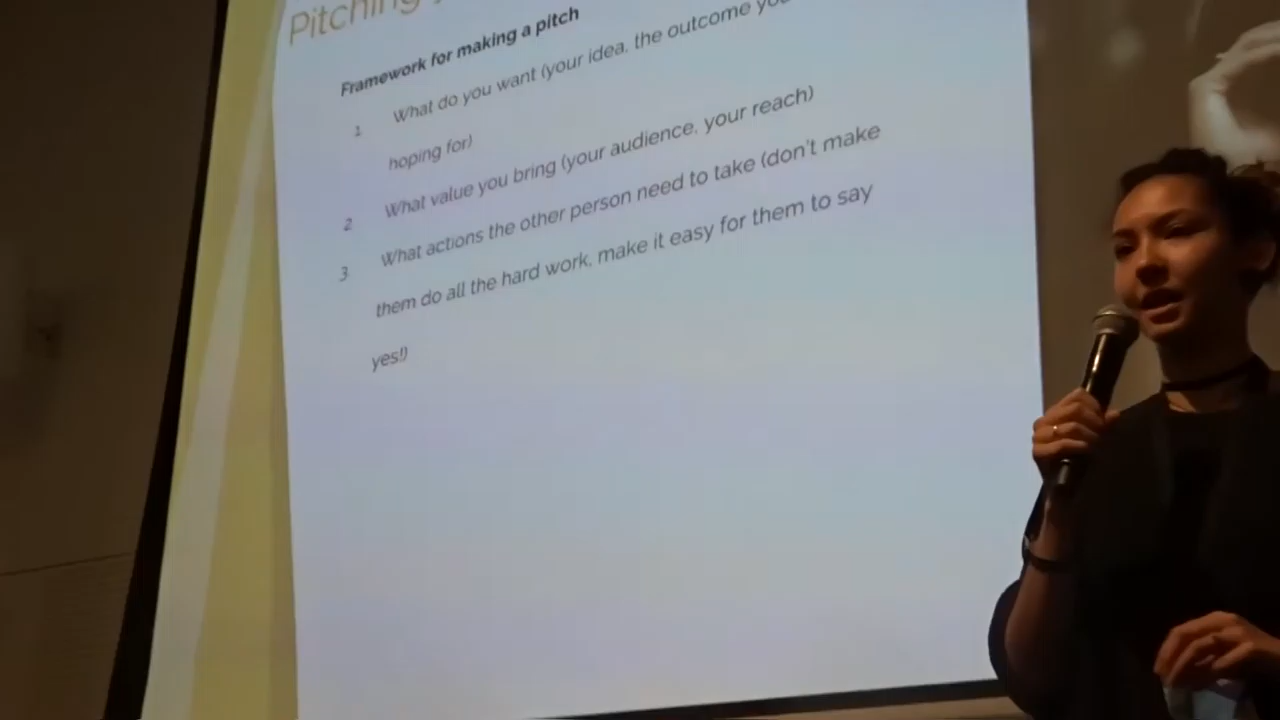 Pitching
Framework for making a pitch
1. What do you want (your idea, the outcome
hoping for)
2. What value you bring (your audience, your reach)
3. What actions the other person need to take (don't make
them do all the hard work, make it easy for them to say
yes!)